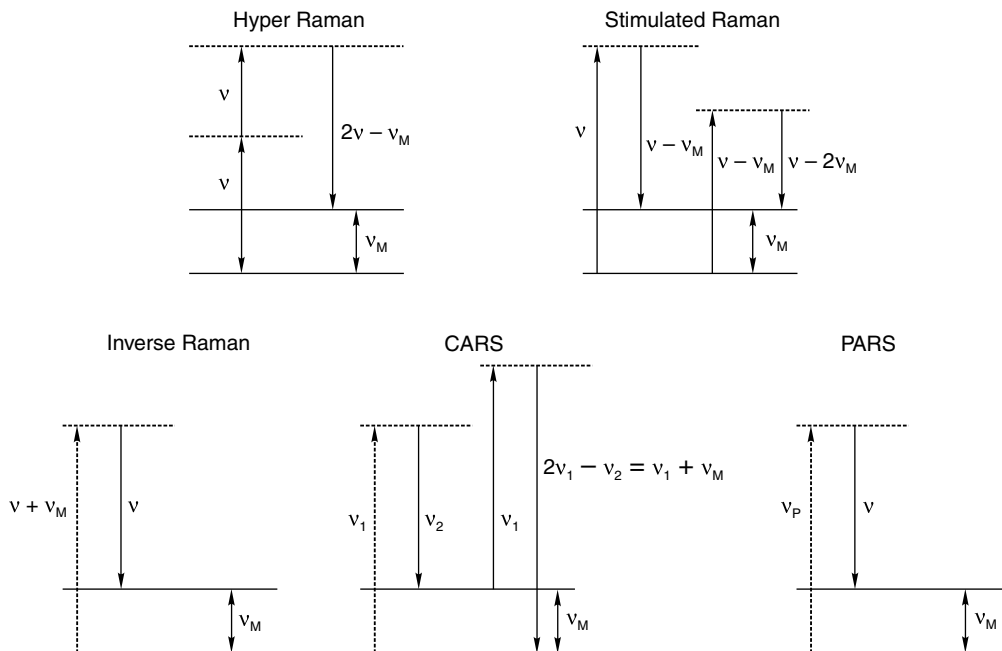 Hyper Raman
ν
ν
2ν − ν_M
ν_M
Stimulated Raman
ν
ν − ν_M
ν − ν_M
ν − 2ν_M
ν_M
Inverse Raman
ν + ν_M
ν
ν_M
CARS
ν_1
ν_2
ν_1
2ν_1 − ν_2 = ν_1 + ν_M
ν_M
PARS
ν_P
ν
ν_M